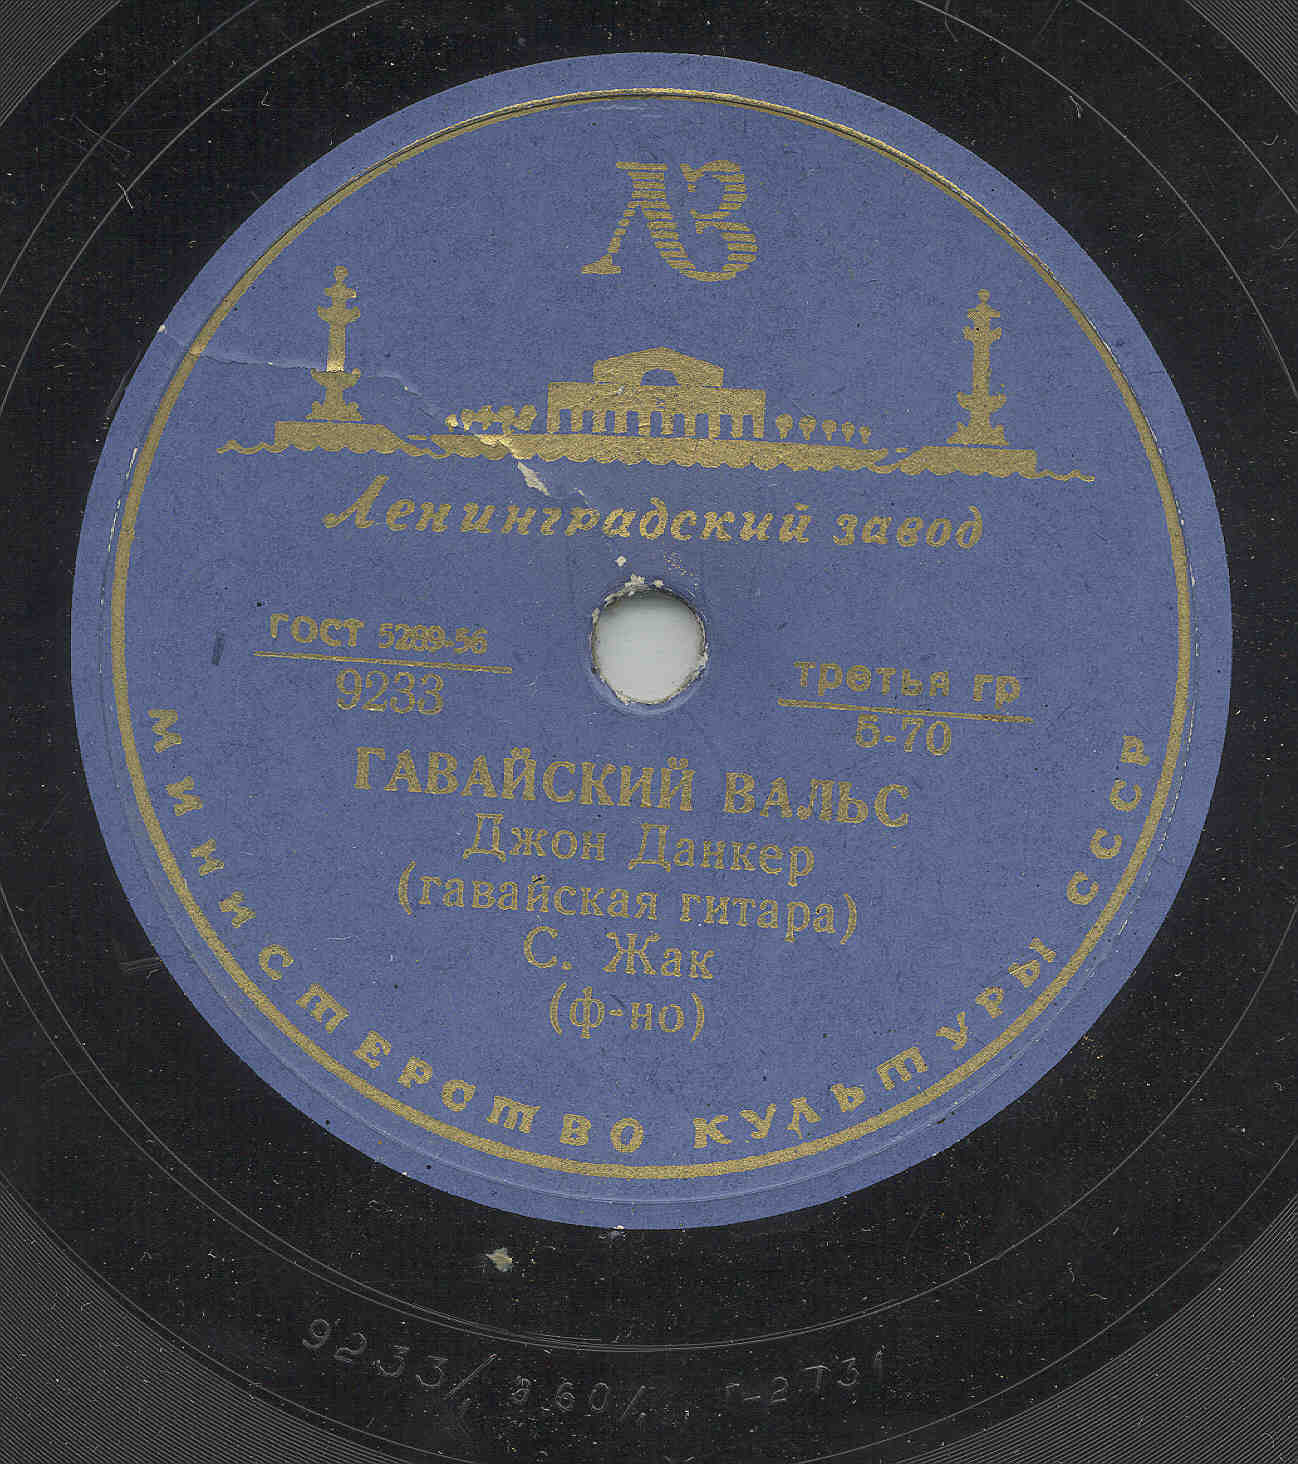 ЛЗ
Ленинградский завод
ГОСТ 5289-56
9233
третья гр
5-70
ГАВАЙСКИЙ ВАЛЬС
Джон Данкер
(гавайская гитара)
С. Жак
(ф-но)
МИНИСТЕРСТВО КУЛЬТУРЫ СССР
9233/